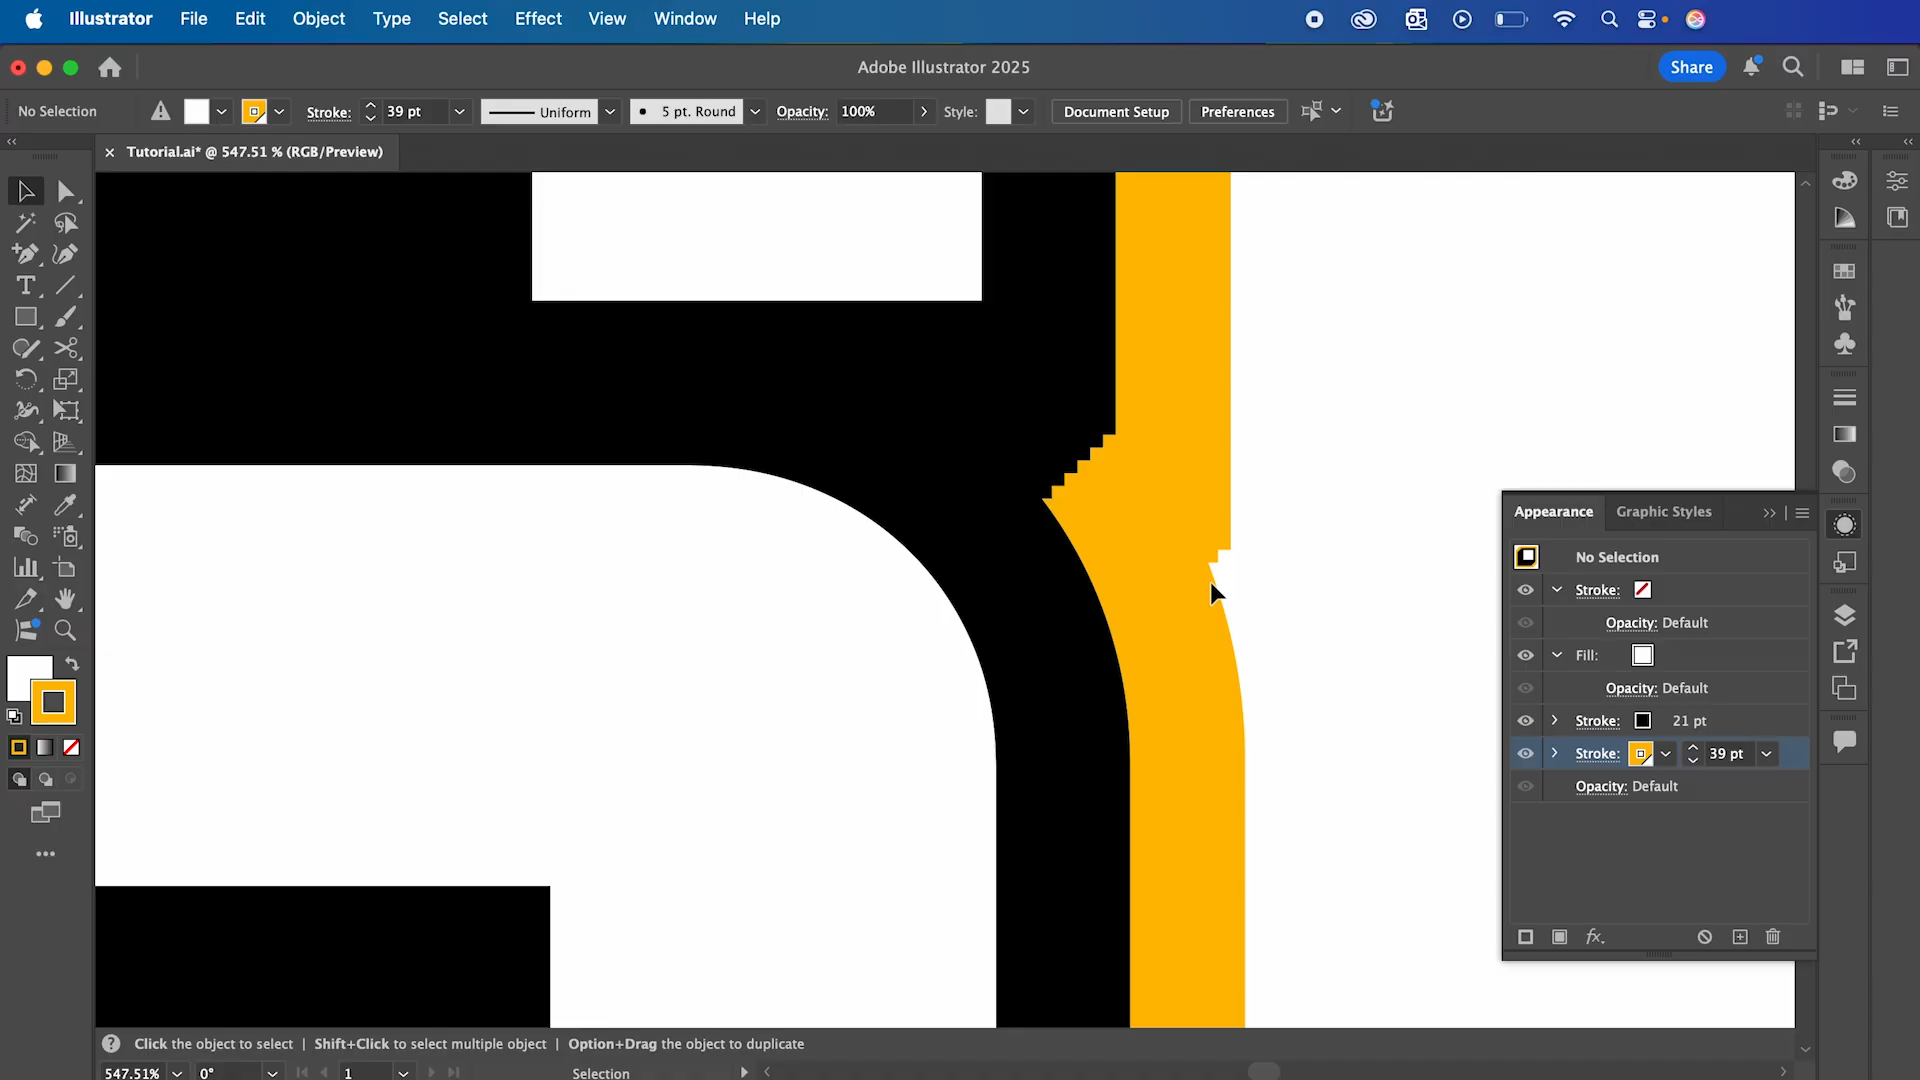 Illustrator File Edit Object Type Select Effect View Window Help
Adobe Illustrator 2025
Share
No Selection
Stroke: 39 pt
Uniform
5 pt. Round
Opacity: 100%
Style:
Document Setup
Preferences
Tutorial.ai* @ 547.51 % (RGB/Preview)
Appearance
Graphic Styles
No Selection
Stroke:
Opacity: Default
Fill:
Opacity: Default
Stroke: 21 pt
Stroke: 39 pt
Opacity: Default
fx.
Click the object to select | Shift+Click to select multiple object | Option+Drag the object to duplicate
547.51% 0° 1 Selection